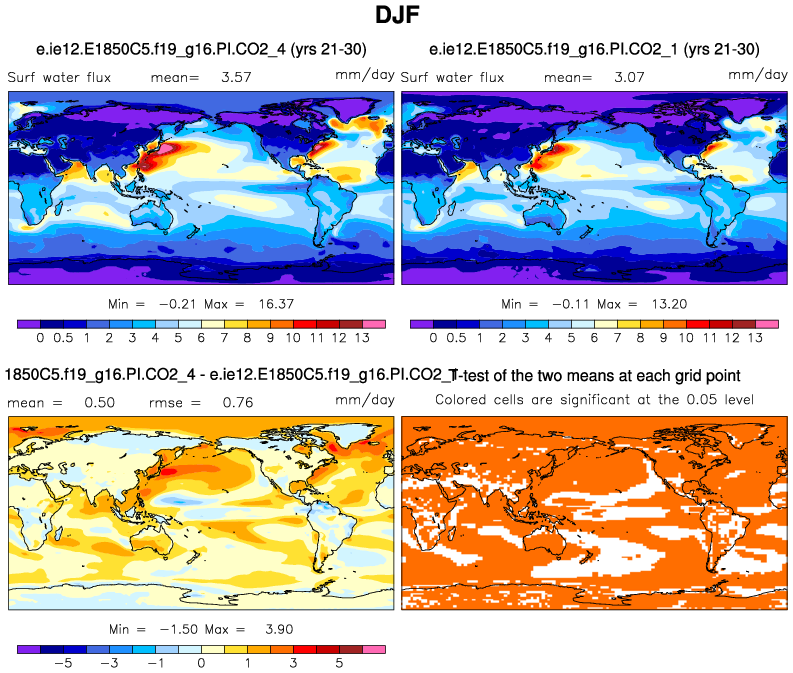 DJF
e.ie12.E1850C5.f19_g16.PI.CO2_4 (yrs 21-30)
e.ie12.E1850C5.f19_g16.PI.CO2_1 (yrs 21-30)
Surf water flux mean= 3.57 mm/day
Surf water flux mean= 3.07 mm/day
Min = −0.21 Max = 16.37
Min = −0.11 Max = 13.20
0 0.5 1 2 3 4 5 6 7 8 9 10 11 12 13
0 0.5 1 2 3 4 5 6 7 8 9 10 11 12 13
1850C5.f19_g16.PI.CO2_4 - e.ie12.E1850C5.f19_g16.PI.CO2_1
T-test of the two means at each grid point
mean = 0.50 rmse = 0.76 mm/day
Colored cells are significant at the 0.05 level
Min = −1.50 Max = 3.90
−5 −3 −1 0 1 3 5